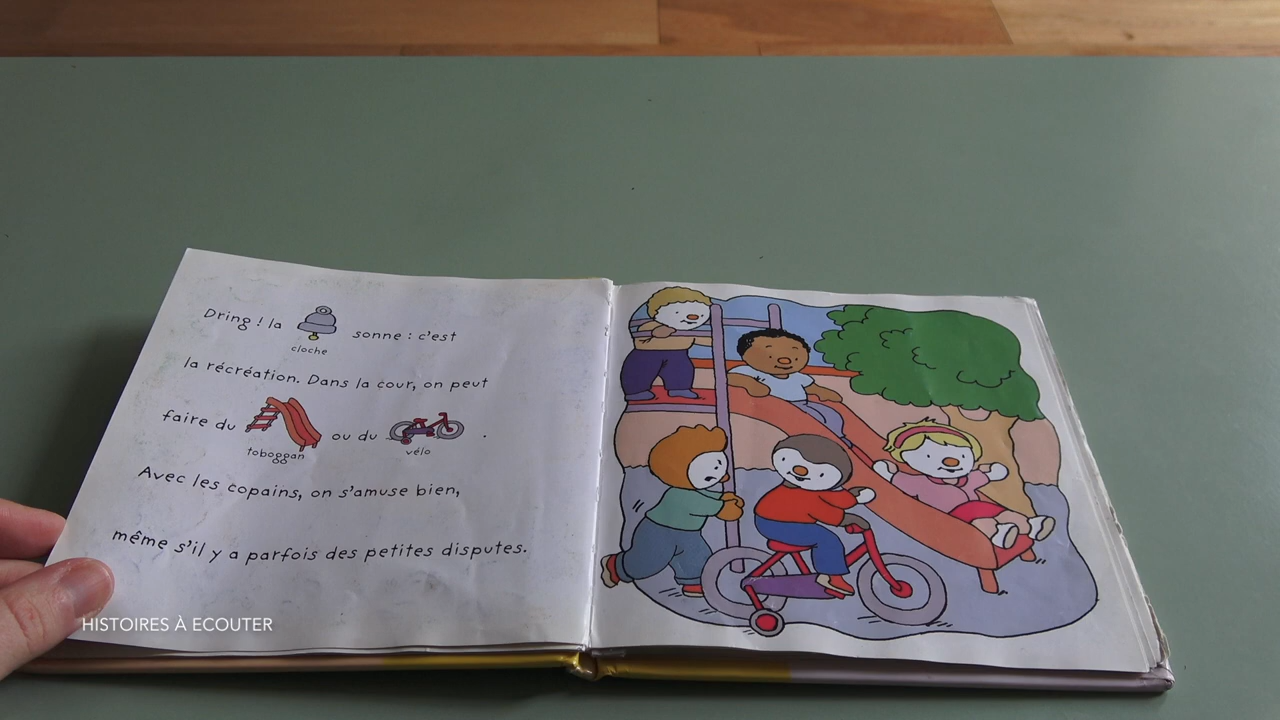 Dring ! la sonne : c'est
cloche
la récréation. Dans la cour, on peut
faire du ou du .
toboggan vélo
Avec les copains, on s'amuse bien,
même s'il y a parfois des petites disputes.
HISTOIRES À ECOUTER